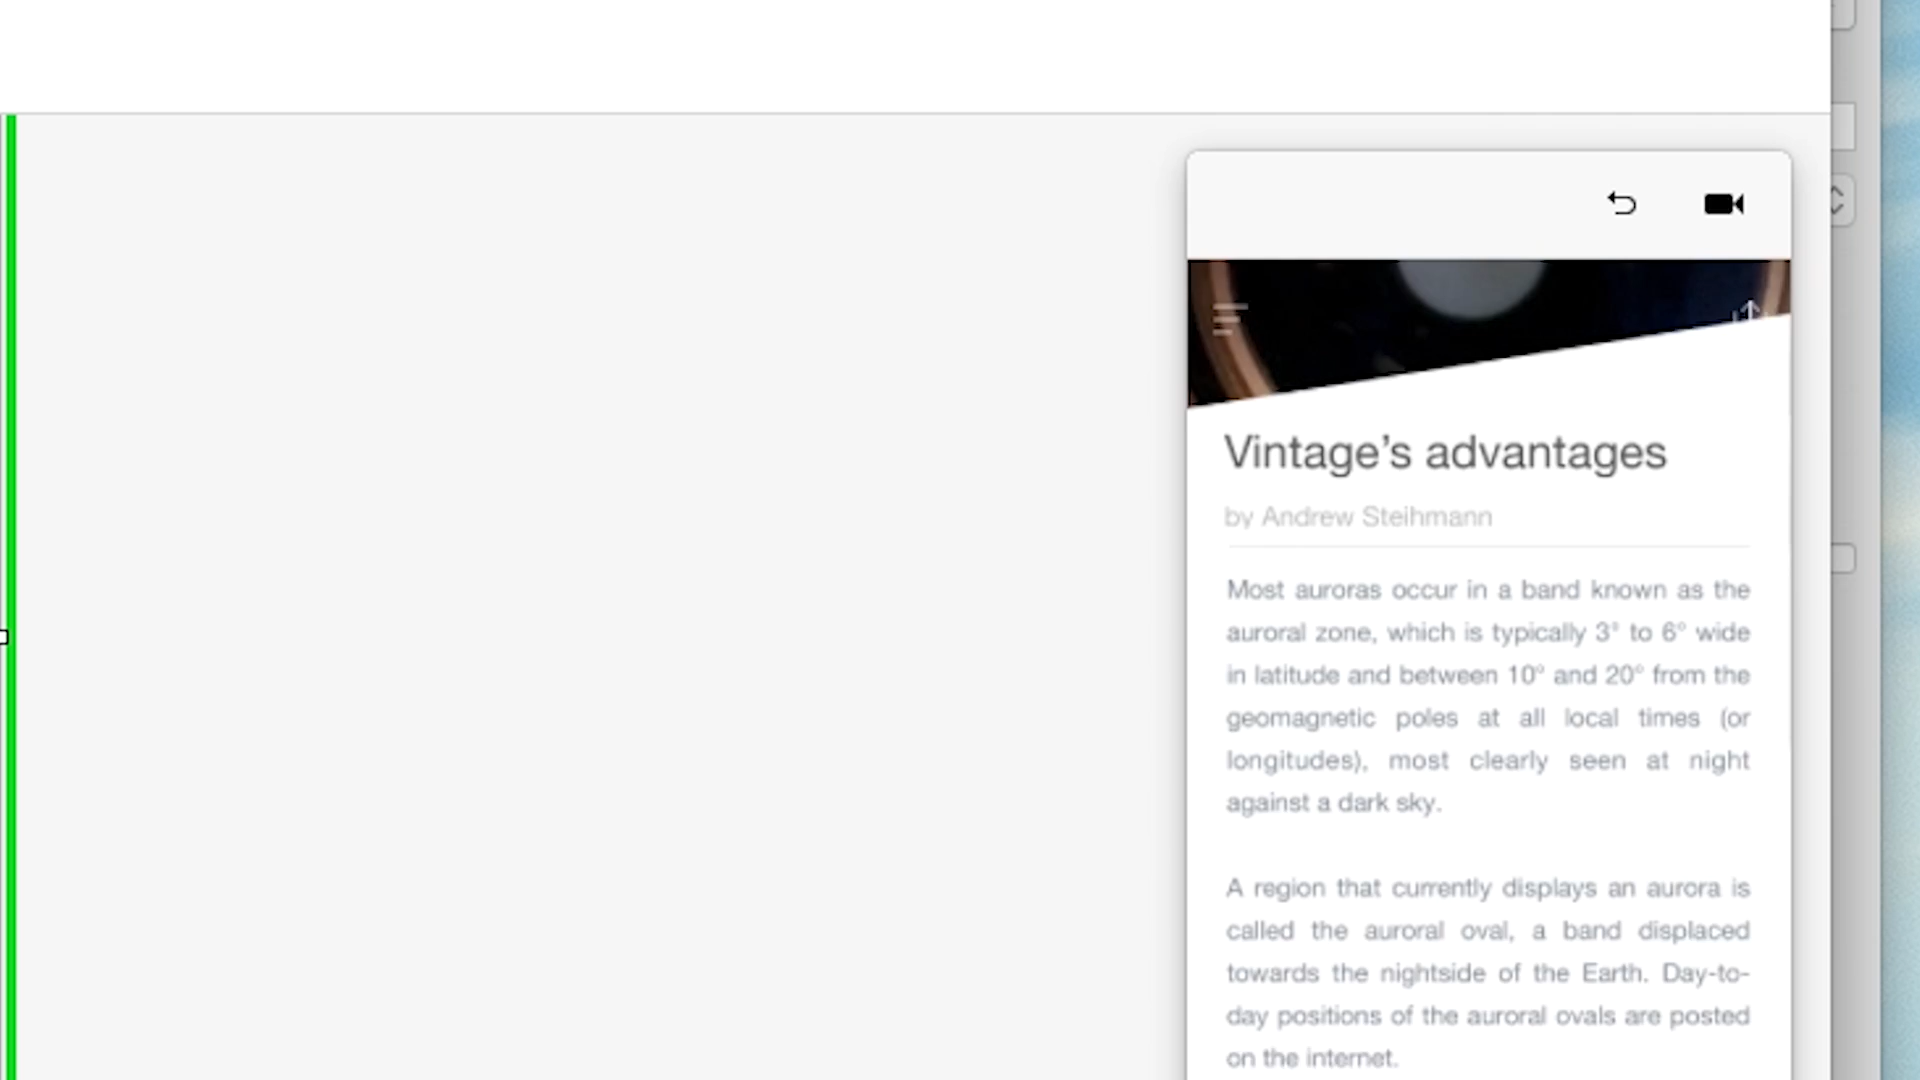 Vintage’s advantages
by Andrew Steihmann
Most auroras occur in a band known as the
auroral zone, which is typically 3° to 6° wide
in latitude and between 10° and 20° from the
geomagnetic poles at all local times (or
longitudes), most clearly seen at night
against a dark sky.
A region that currently displays an aurora is
called the auroral oval, a band displaced
towards the nightside of the Earth. Day-to-
day positions of the auroral ovals are posted
on the internet.